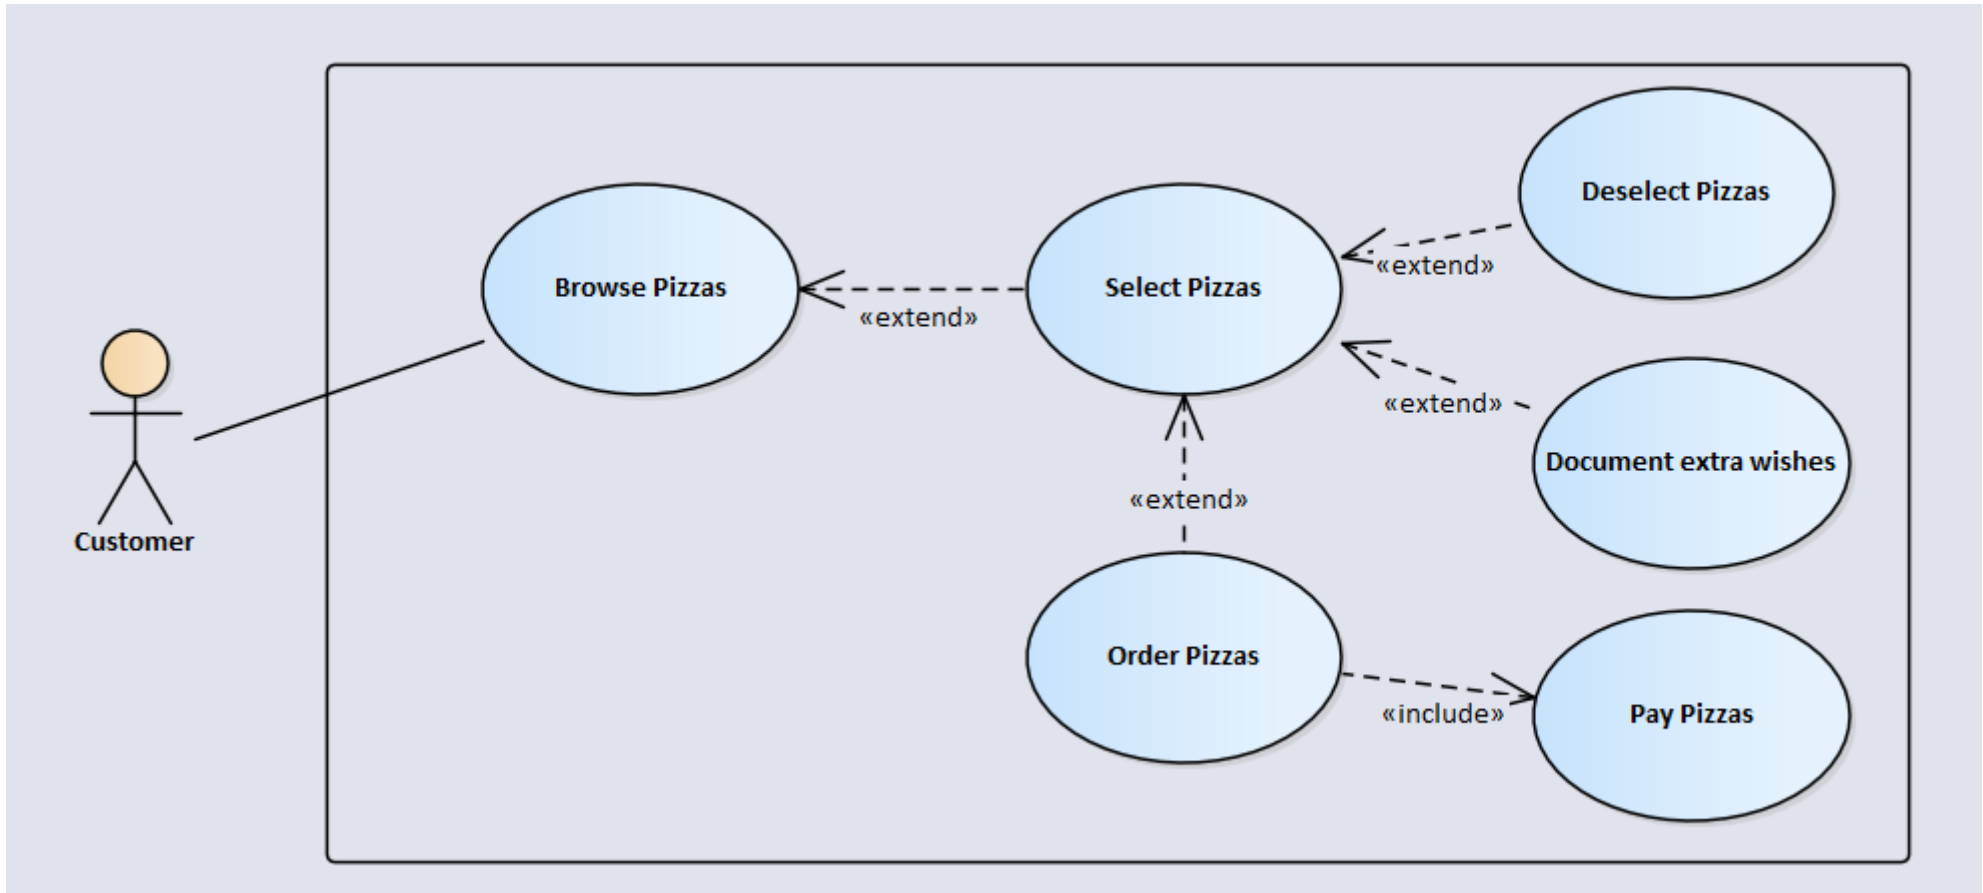 Deselect Pizzas
Browse Pizzas
«extend»
Select Pizzas
«extend»
«extend»
Document extra wishes
Customer
«extend»
Order Pizzas
«include»
Pay Pizzas